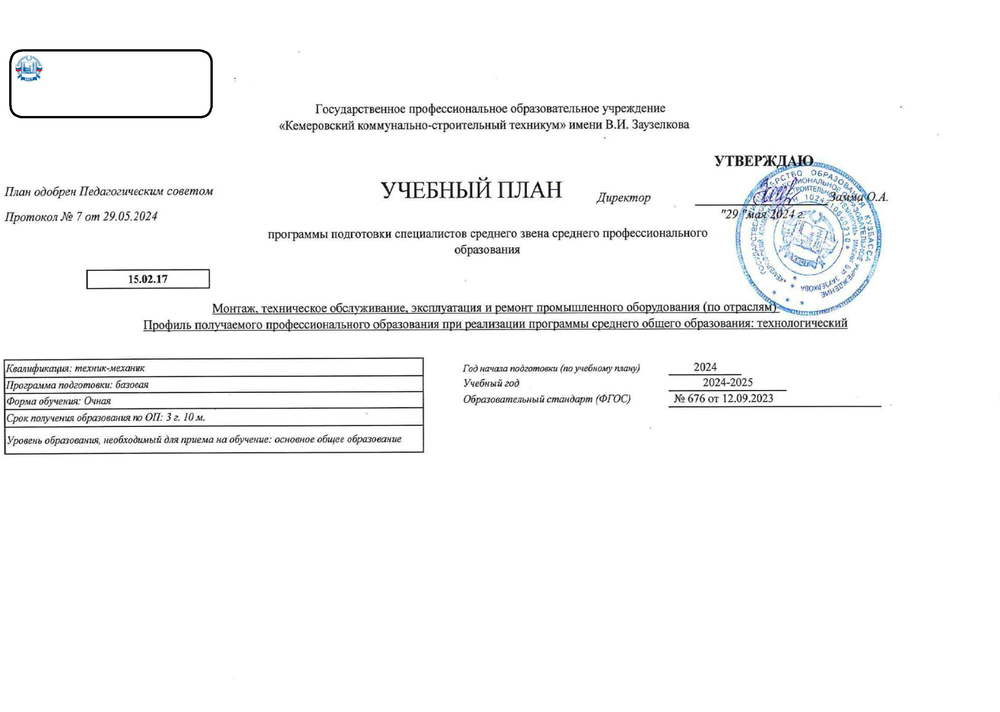 ККСТ
Государственное профессиональное образовательное учреждение
«Кемеровский коммунально-строительный техникум» имени В.И. Заузелкова
УТВЕРЖДАЮ
План одобрен Педагогическим советом
УЧЕБНЫЙ ПЛАН
Директор
Замма О.А.
Протокол № 7 от 29.05.2024
"29 "мая 2024 г.
программы подготовки специалистов среднего звена среднего профессионального
образования
15.02.17
Монтаж, техническое обслуживание, эксплуатация и ремонт промышленного оборудования (по отраслям)
Профиль получаемого профессионального образования при реализации программы среднего общего образования: технологический
Квалификация: техник-механик
Программа подготовки: базовая
Форма обучения: Очная
Срок получения образования по ОП: 3 г. 10 м.
Уровень образования, необходимый для приема на обучение: основное общее образование
Год начала подготовки (по учебному плану) 2024
Учебный год 2024-2025
Образовательный стандарт (ФГОС) № 676 от 12.09.2023